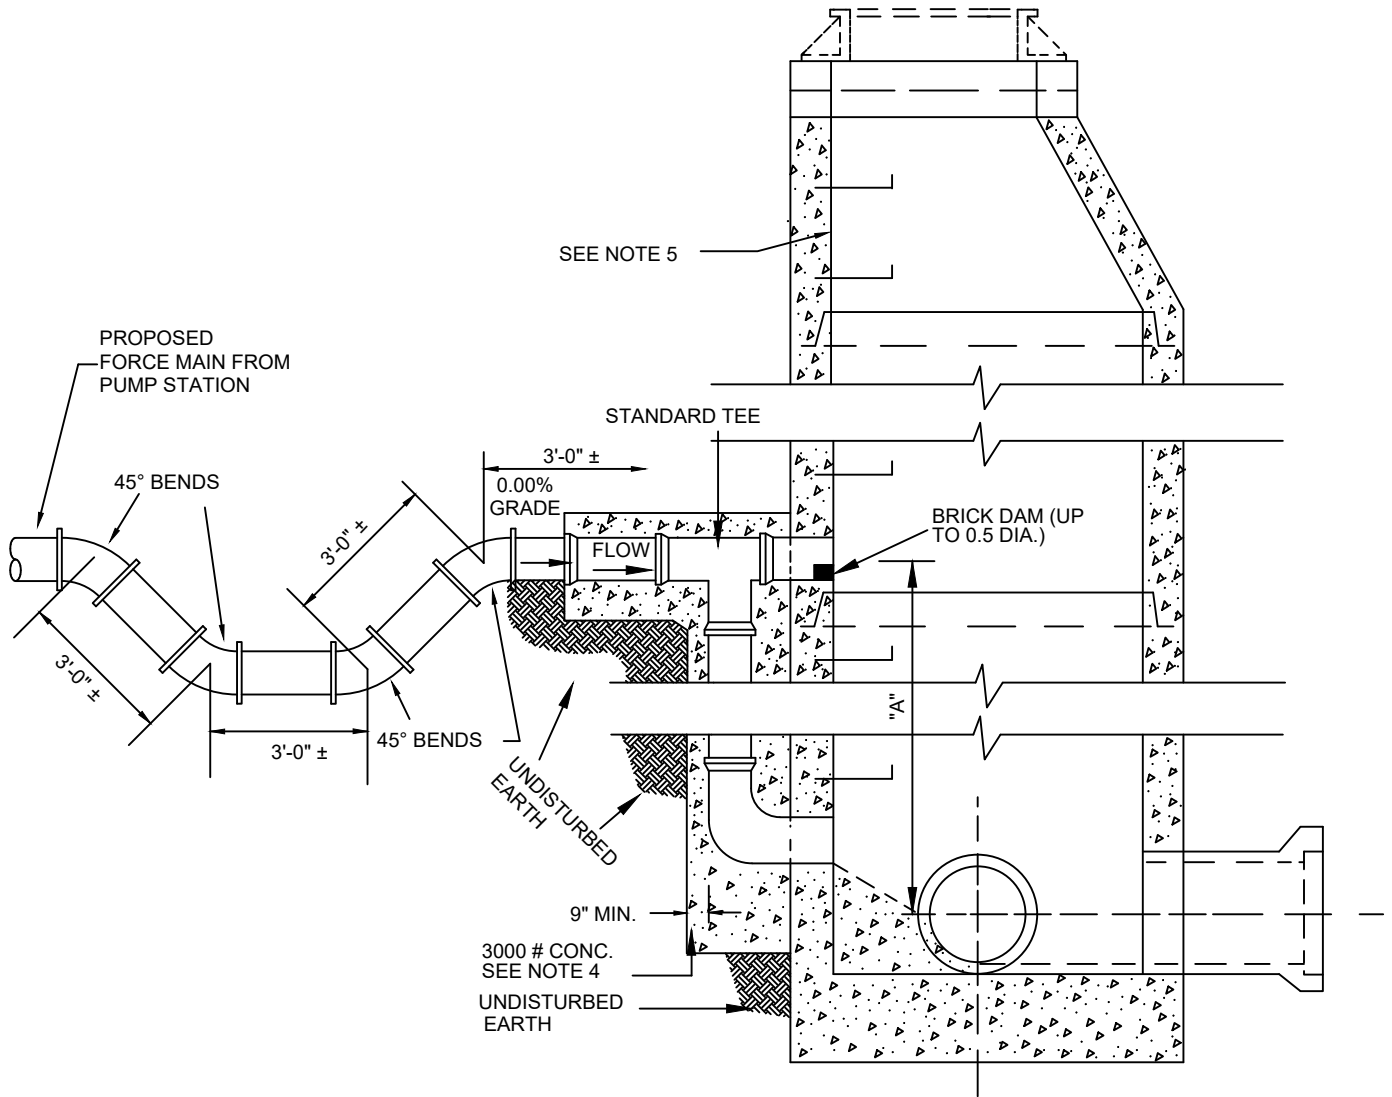 SEE NOTE 5
PROPOSED
FORCE MAIN FROM
PUMP STATION
STANDARD TEE
3'-0" ±
45° BENDS
0.00%
GRADE
3'-0" ±
FLOW
BRICK DAM (UP
TO 0.5 DIA.)
3'-0" ±
"A"
3'-0" ±
45° BENDS
UNDISTURBED
EARTH
9" MIN.
3000 # CONC.
SEE NOTE 4
UNDISTURBED
EARTH